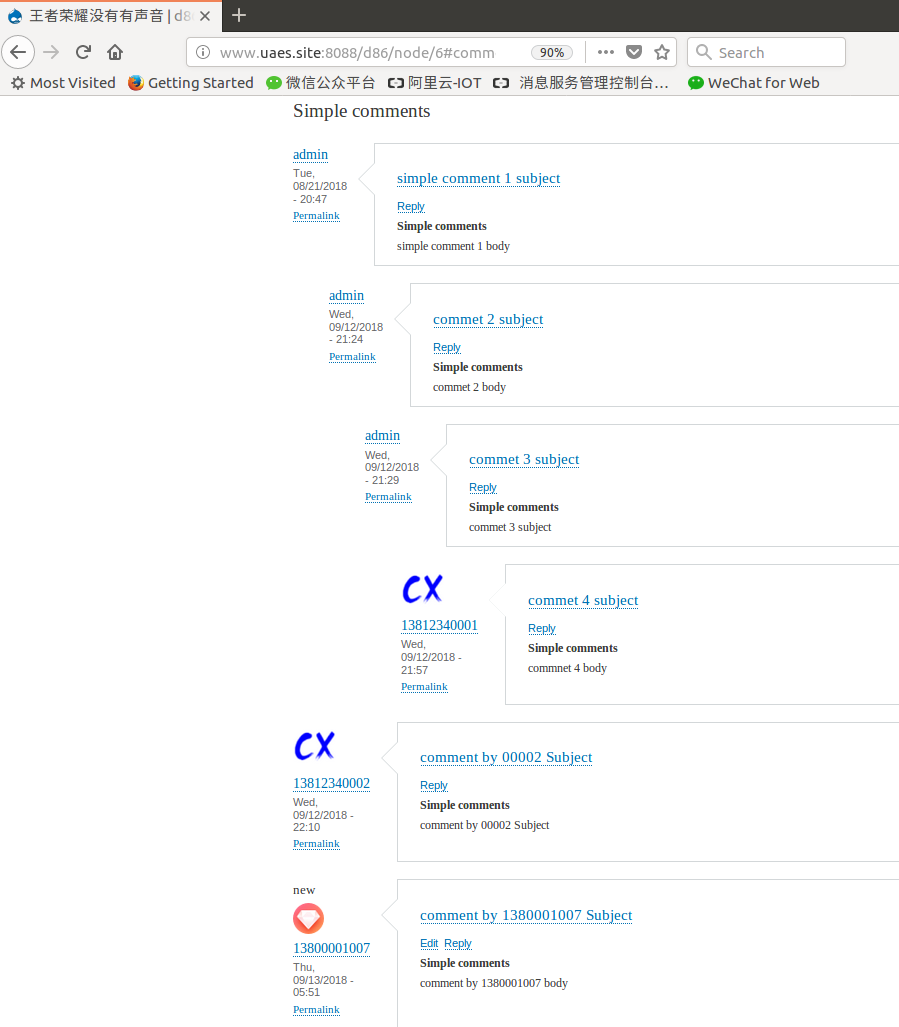 王者荣耀没有有声音 | d8
www.uaes.site:8088/d86/node/6#comm
90%
Search
Most Visited
Getting Started
微信公众平台
阿里云-IOT
消息服务管理控制台…
WeChat for Web
Simple comments
admin
Tue,
08/21/2018
- 20:47
Permalink
simple comment 1 subject
Reply
Simple comments
simple comment 1 body
admin
Wed,
09/12/2018
- 21:24
Permalink
commet 2 subject
Reply
Simple comments
commet 2 body
admin
Wed,
09/12/2018
- 21:29
Permalink
commet 3 subject
Reply
Simple comments
commet 3 subject
CX
13812340001
Wed,
09/12/2018 -
21:57
Permalink
commet 4 subject
Reply
Simple comments
commnet 4 body
CX
13812340002
Wed,
09/12/2018 -
22:10
Permalink
comment by 00002 Subject
Reply
Simple comments
comment by 00002 Subject
new
13800001007
Thu,
09/13/2018 -
05:51
Permalink
comment by 1380001007 Subject
Edit Reply
Simple comments
comment by 1380001007 body